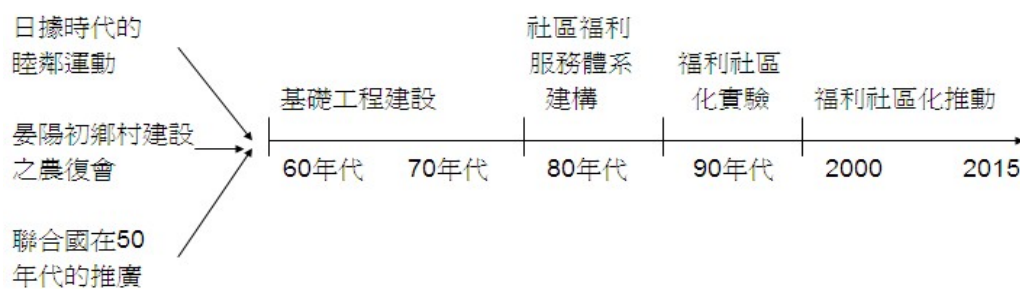 日據時代的
睦鄰運動
晏陽初鄉村建設
之農復會
聯合國在50
年代的推廣
基礎工程建設
社區福利
服務體系
建構
福利社區
化實驗
福利社區化推動
60年代
70年代
80年代
90年代
2000
2015